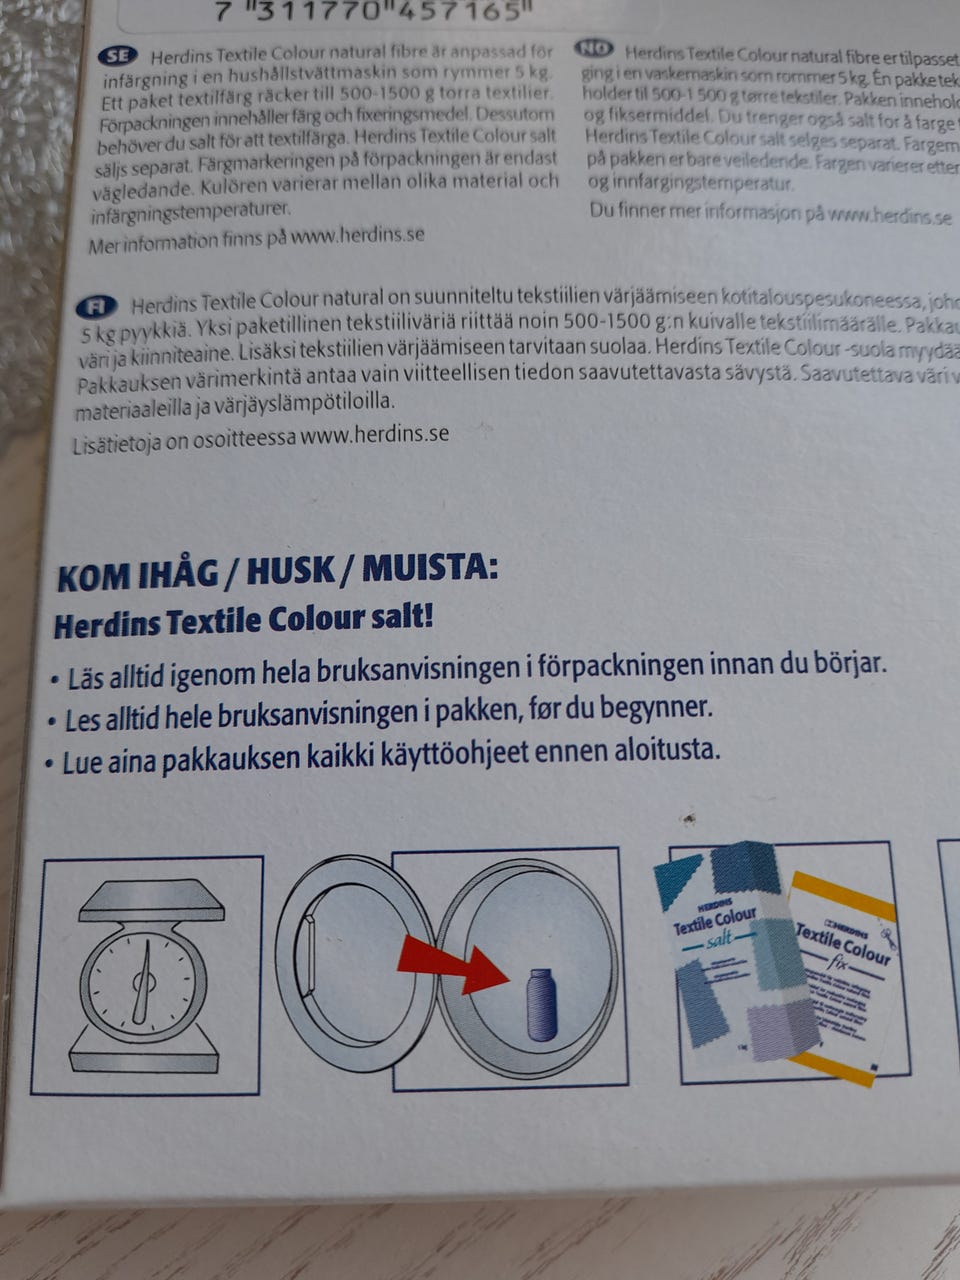 7 311770 457165
SE Herdins Textile Colour natural fibre är anpassad för
infärgning i en hushållstvättmaskin som rymmer 5 kg.
Ett paket textilfärg räcker till 500-1500 g torra textilier.
Förpackningen innehåller färg och fixeringsmedel. Dessutom
behöver du salt för att textilfärga. Herdins Textile Colour salt
säljs separat. Färgmarkeringen på förpackningen är endast
vägledande. Kulören varierar mellan olika material och
infärgningstemperaturer.
Mer information finns på www.herdins.se
NO Herdins Textile Colour natural fibre er tilpasset
ging i en vaskemaskin som rommer 5 kg. Én pakke tek
holder til 500-1 500 g tørre tekstiler. Pakken innehold
og fiksermiddel. Du trenger også salt for å farge t
Herdins Textile Colour salt selges separat. Fargem
på pakken er bare veiledende. Fargen varierer etter
og innfargingstemperatur.
Du finner mer informasjon på www.herdins.se
FI Herdins Textile Colour natural on suunniteltu tekstiilien värjäämiseen kotitalouspesukoneessa, joho
5 kg pyykkiä. Yksi paketillinen tekstiiliväriä riittää noin 500-1500 g:n kuivalle tekstiilimäärälle. Pakkau
väri ja kiinniteaine. Lisäksi tekstiilien värjäämiseen tarvitaan suolaa. Herdins Textile Colour -suola myydää
Pakkauksen värimerkintä antaa vain viitteellisen tiedon saavutettavasta sävystä. Saavutettava väri v
materiaaleilla ja värjäyslämpötiloilla.
Lisätietoja on osoitteessa www.herdins.se
KOM IHÅG / HUSK / MUISTA:
Herdins Textile Colour salt!
• Läs alltid igenom hela bruksanvisningen i förpackningen innan du börjar.
• Les alltid hele bruksanvisningen i pakken, før du begynner.
• Lue aina pakkauksen kaikki käyttöohjeet ennen aloitusta.
HERDINS
Textile Colour
salt
HERDINS
Textile Colour
fix